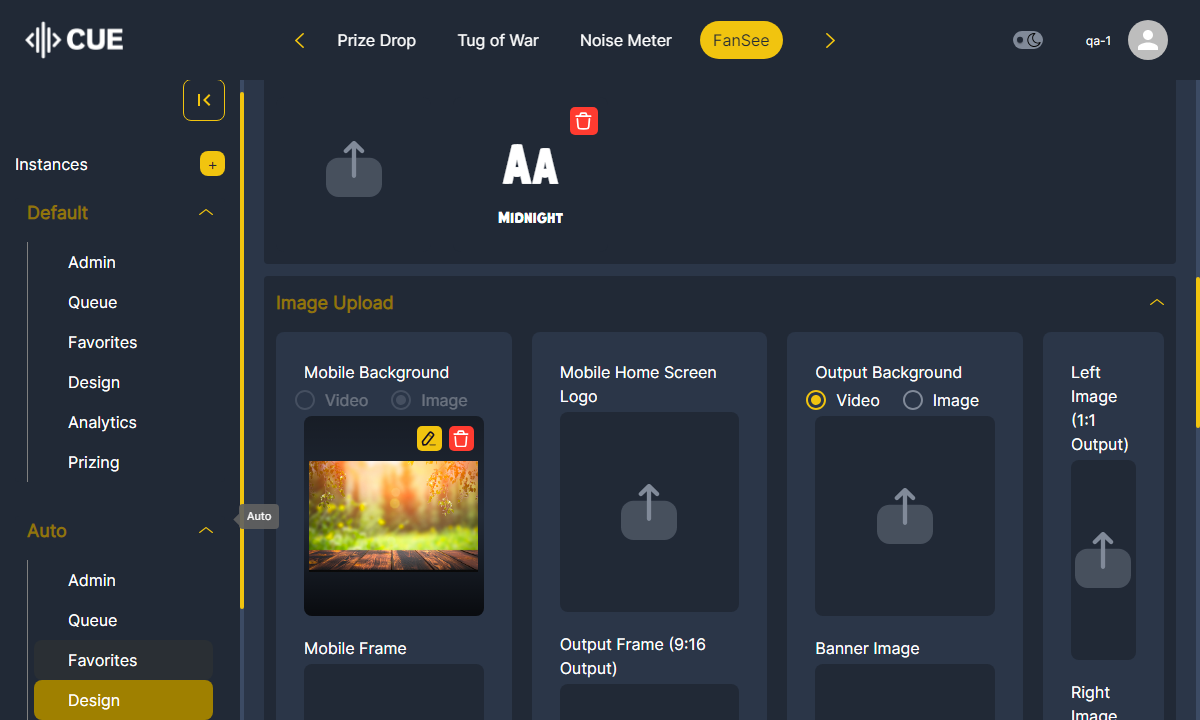 CUE
Prize Drop
Tug of War
Noise Meter
FanSee
qa-1
Instances
+
Default
Admin
Queue
Favorites
Design
Analytics
Prizing
Auto
Admin
Queue
Favorites
Design
Auto
AA
MIDNIGHT
Image Upload
Mobile Background
Video
Image
Mobile Home Screen
Logo
Output Background
Video
Image
Left
Image
(1:1
Output)
Mobile Frame
Output Frame (9:16
Output)
Banner Image
Right
Image